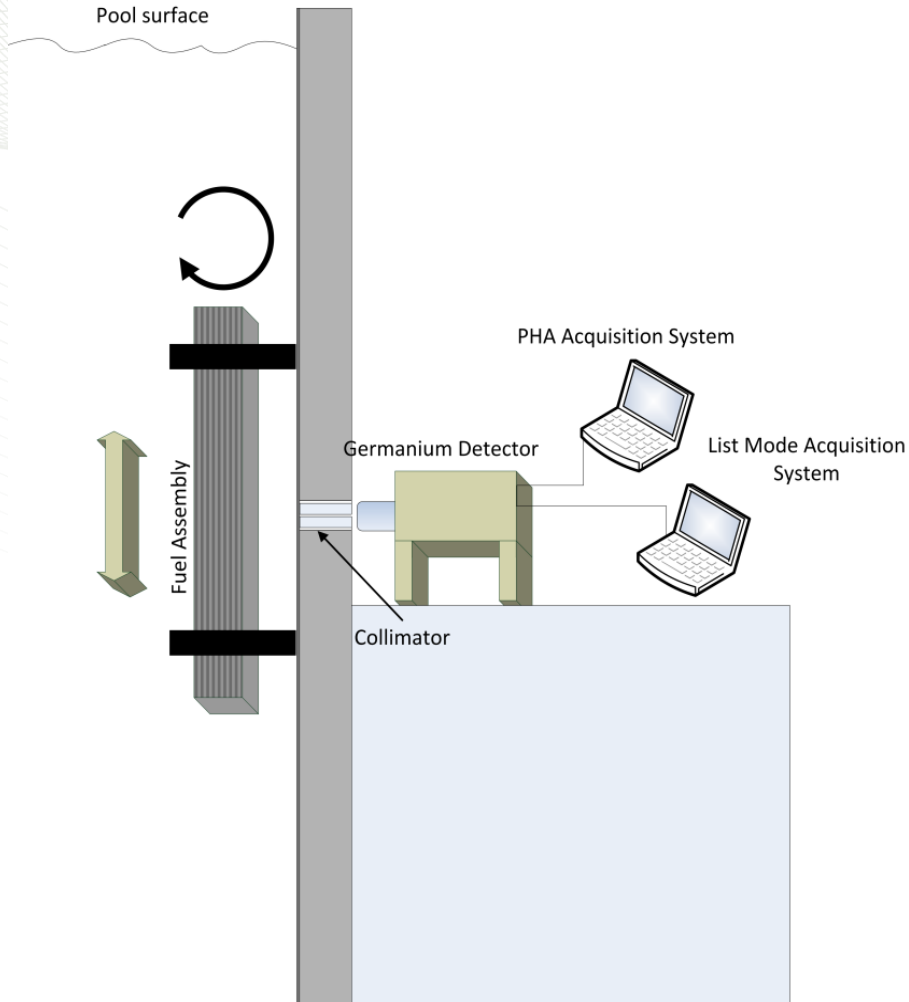 Pool surface
PHA Acquisition System
Germanium Detector
List Mode Acquisition
System
Fuel Assembly
Collimator